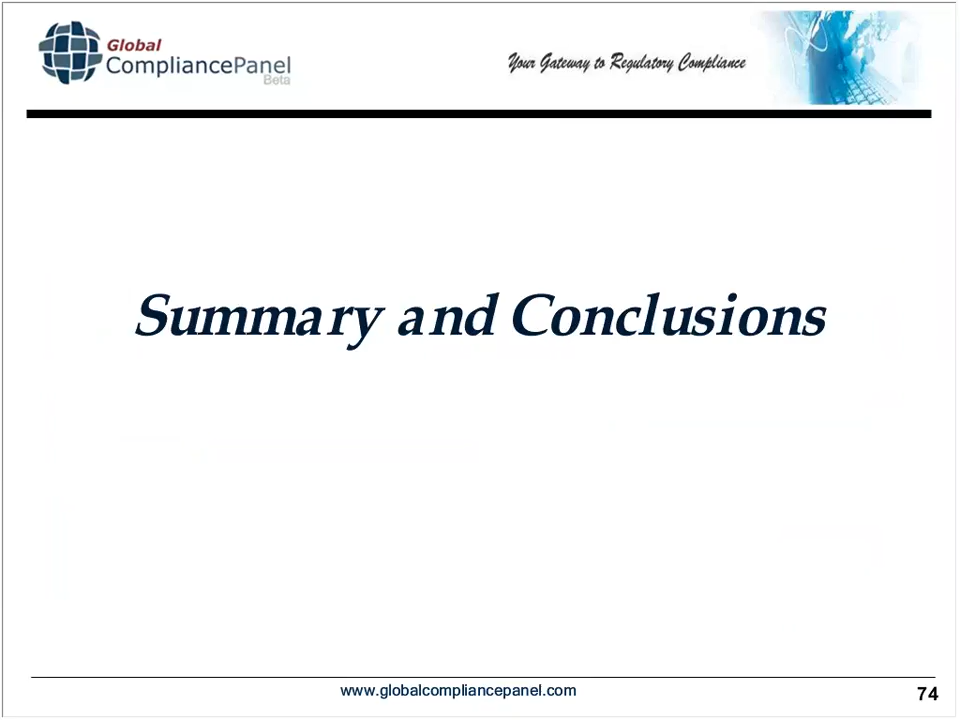 Global
CompliancePanel
Beta
Your Gateway to Regulatory Compliance
Summary and Conclusions
www.globalcompliancepanel.com
74